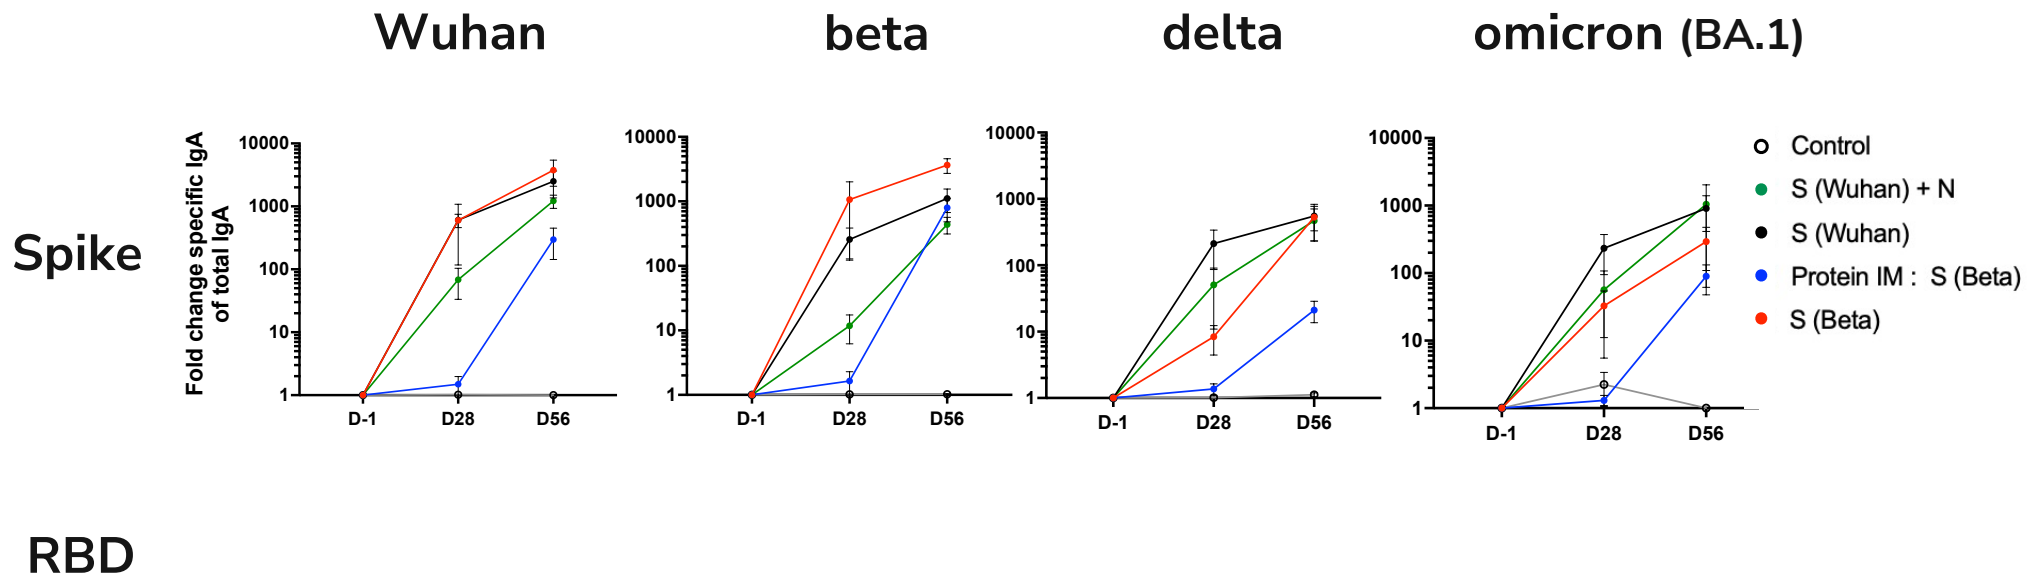 Wuhan
beta
delta
omicron (BA.1)
Spike
Fold change specific IgA
of total IgA
10000
1000
100
10
1
D-1
D28
D56
10000
1000
100
10
1
D-1
D28
D56
10000
1000
100
10
1
D-1
D28
D56
10000
1000
100
10
1
D-1
D28
D56
Control
S (Wuhan) + N
S (Wuhan)
Protein IM : S (Beta)
S (Beta)
RBD